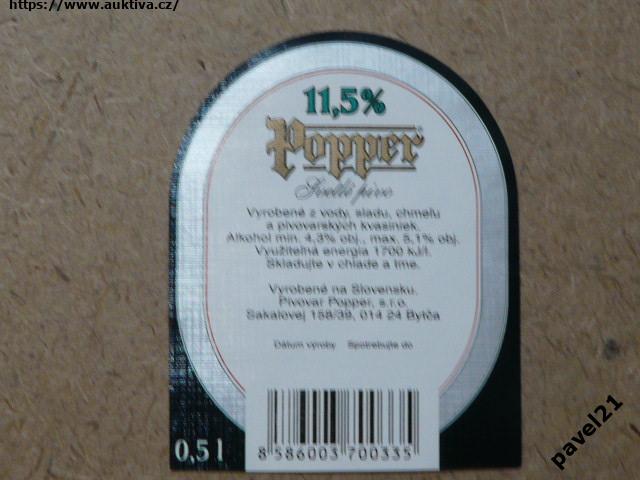 https://www.auktiva.cz/
11,5%
Popper
Svetlé pivo
Vyrobené z vody, sladu, chmeľu
a pivovarských kvasiniek.
Alkohol min. 4,3% obj., max. 5,1% obj.
Využiteľná energia 1700 kJ/l.
Skladujte v chlade a tme.
Vyrobené na Slovensku.
Pivovar Popper, s.r.o.
Sakalovej 158/39, 014 24 Bytča
Dátum výroby Spotrebujte do
0,5 l
8 586003 700335
pavel21